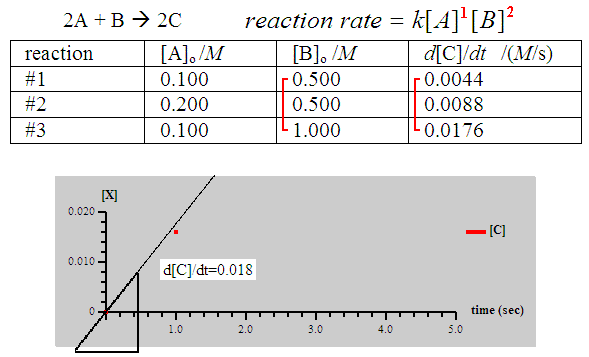 2A + B → 2C reaction rate = k[A]¹[B]²
reaction [A]ₒ/M [B]ₒ /M d[C]/dt /(M/s)
#1 0.100 0.500 0.0044
#2 0.200 0.500 0.0088
#3 0.100 1.000 0.0176
[X]
0.020
[C]
0.010
d[C]/dt=0.018
0
time (sec)
1.0 2.0 3.0 4.0 5.0